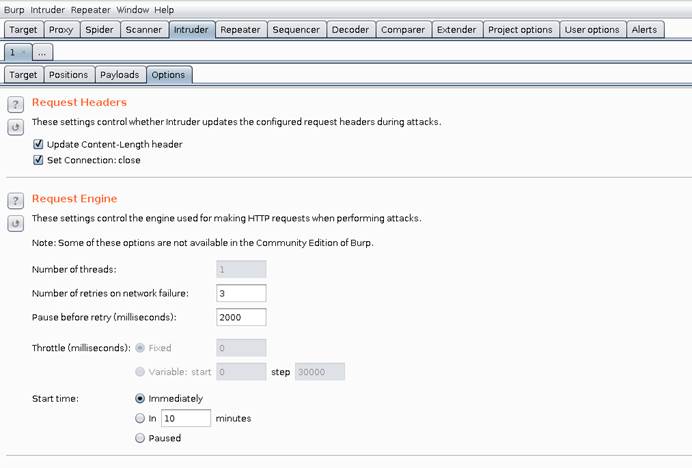 Burp Intruder Repeater Window Help
Target Proxy Spider Scanner Intruder Repeater Sequencer Decoder Comparer Extender Project options User options Alerts
1 × ...
Target Positions Payloads Options
? Request Headers
These settings control whether Intruder updates the configured request headers during attacks.
Update Content-Length header
Set Connection: close
? Request Engine
These settings control the engine used for making HTTP requests when performing attacks.
Note: Some of these options are not available in the Community Edition of Burp.
Number of threads: 1
Number of retries on network failure: 3
Pause before retry (milliseconds): 2000
Throttle (milliseconds): Fixed 0
Variable: start 0 step 30000
Start time: Immediately
In 10 minutes
Paused